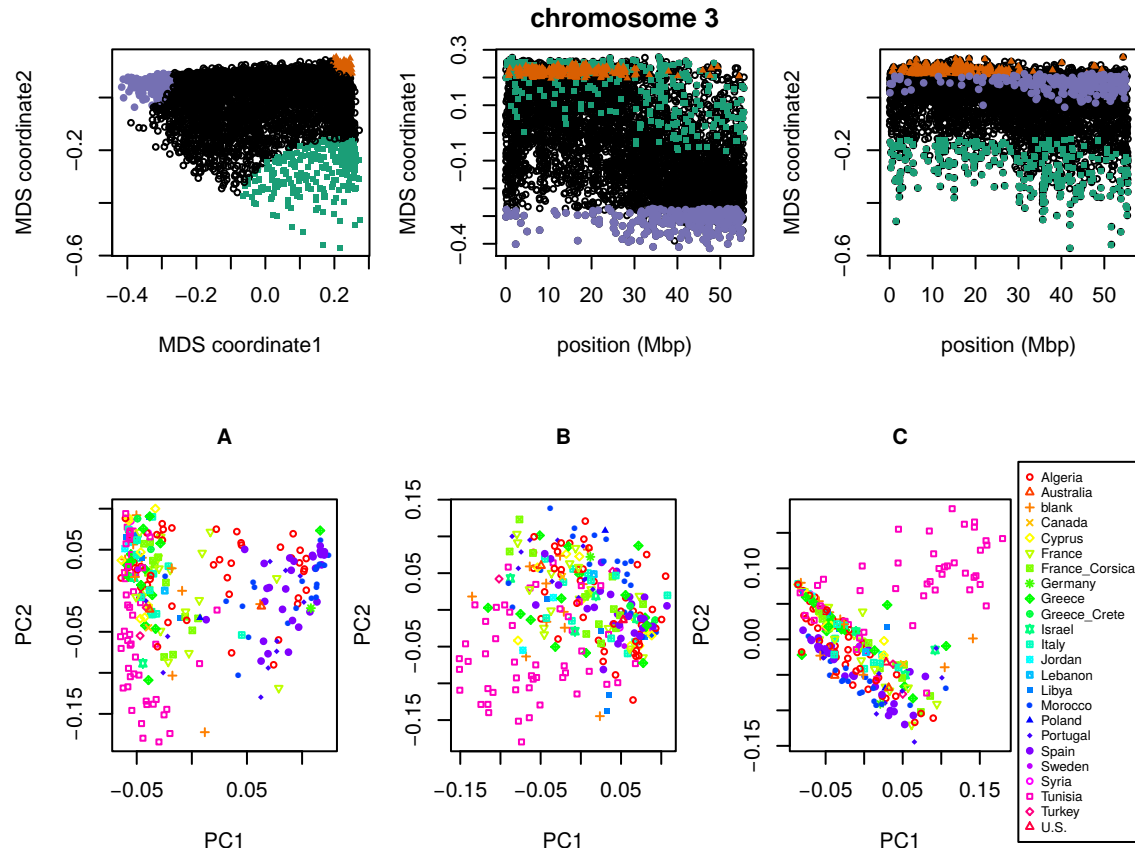 chromosome 3
MDS coordinate2
−0.6
−0.2
−0.4
−0.2
0.0
0.2
MDS coordinate1
MDS coordinate1
−0.4
−0.1
0.1
0.3
0
10
20
30
40
50
position (Mbp)
MDS coordinate2
−0.6
−0.2
0
10
20
30
40
50
position (Mbp)
A
PC2
−0.15
−0.05
0.05
−0.05
0.05
PC1
B
PC2
−0.15
−0.05
0.05
0.15
−0.15
−0.05
0.05
PC1
C
PC2
−0.15
0.00
0.10
−0.05
0.05
0.15
PC1
Algeria
Australia
blank
Canada
Cyprus
France
France_Corsica
Germany
Greece
Greece_Crete
Israel
Italy
Jordan
Lebanon
Libya
Morocco
Poland
Portugal
Spain
Sweden
Syria
Tunisia
Turkey
U.S.